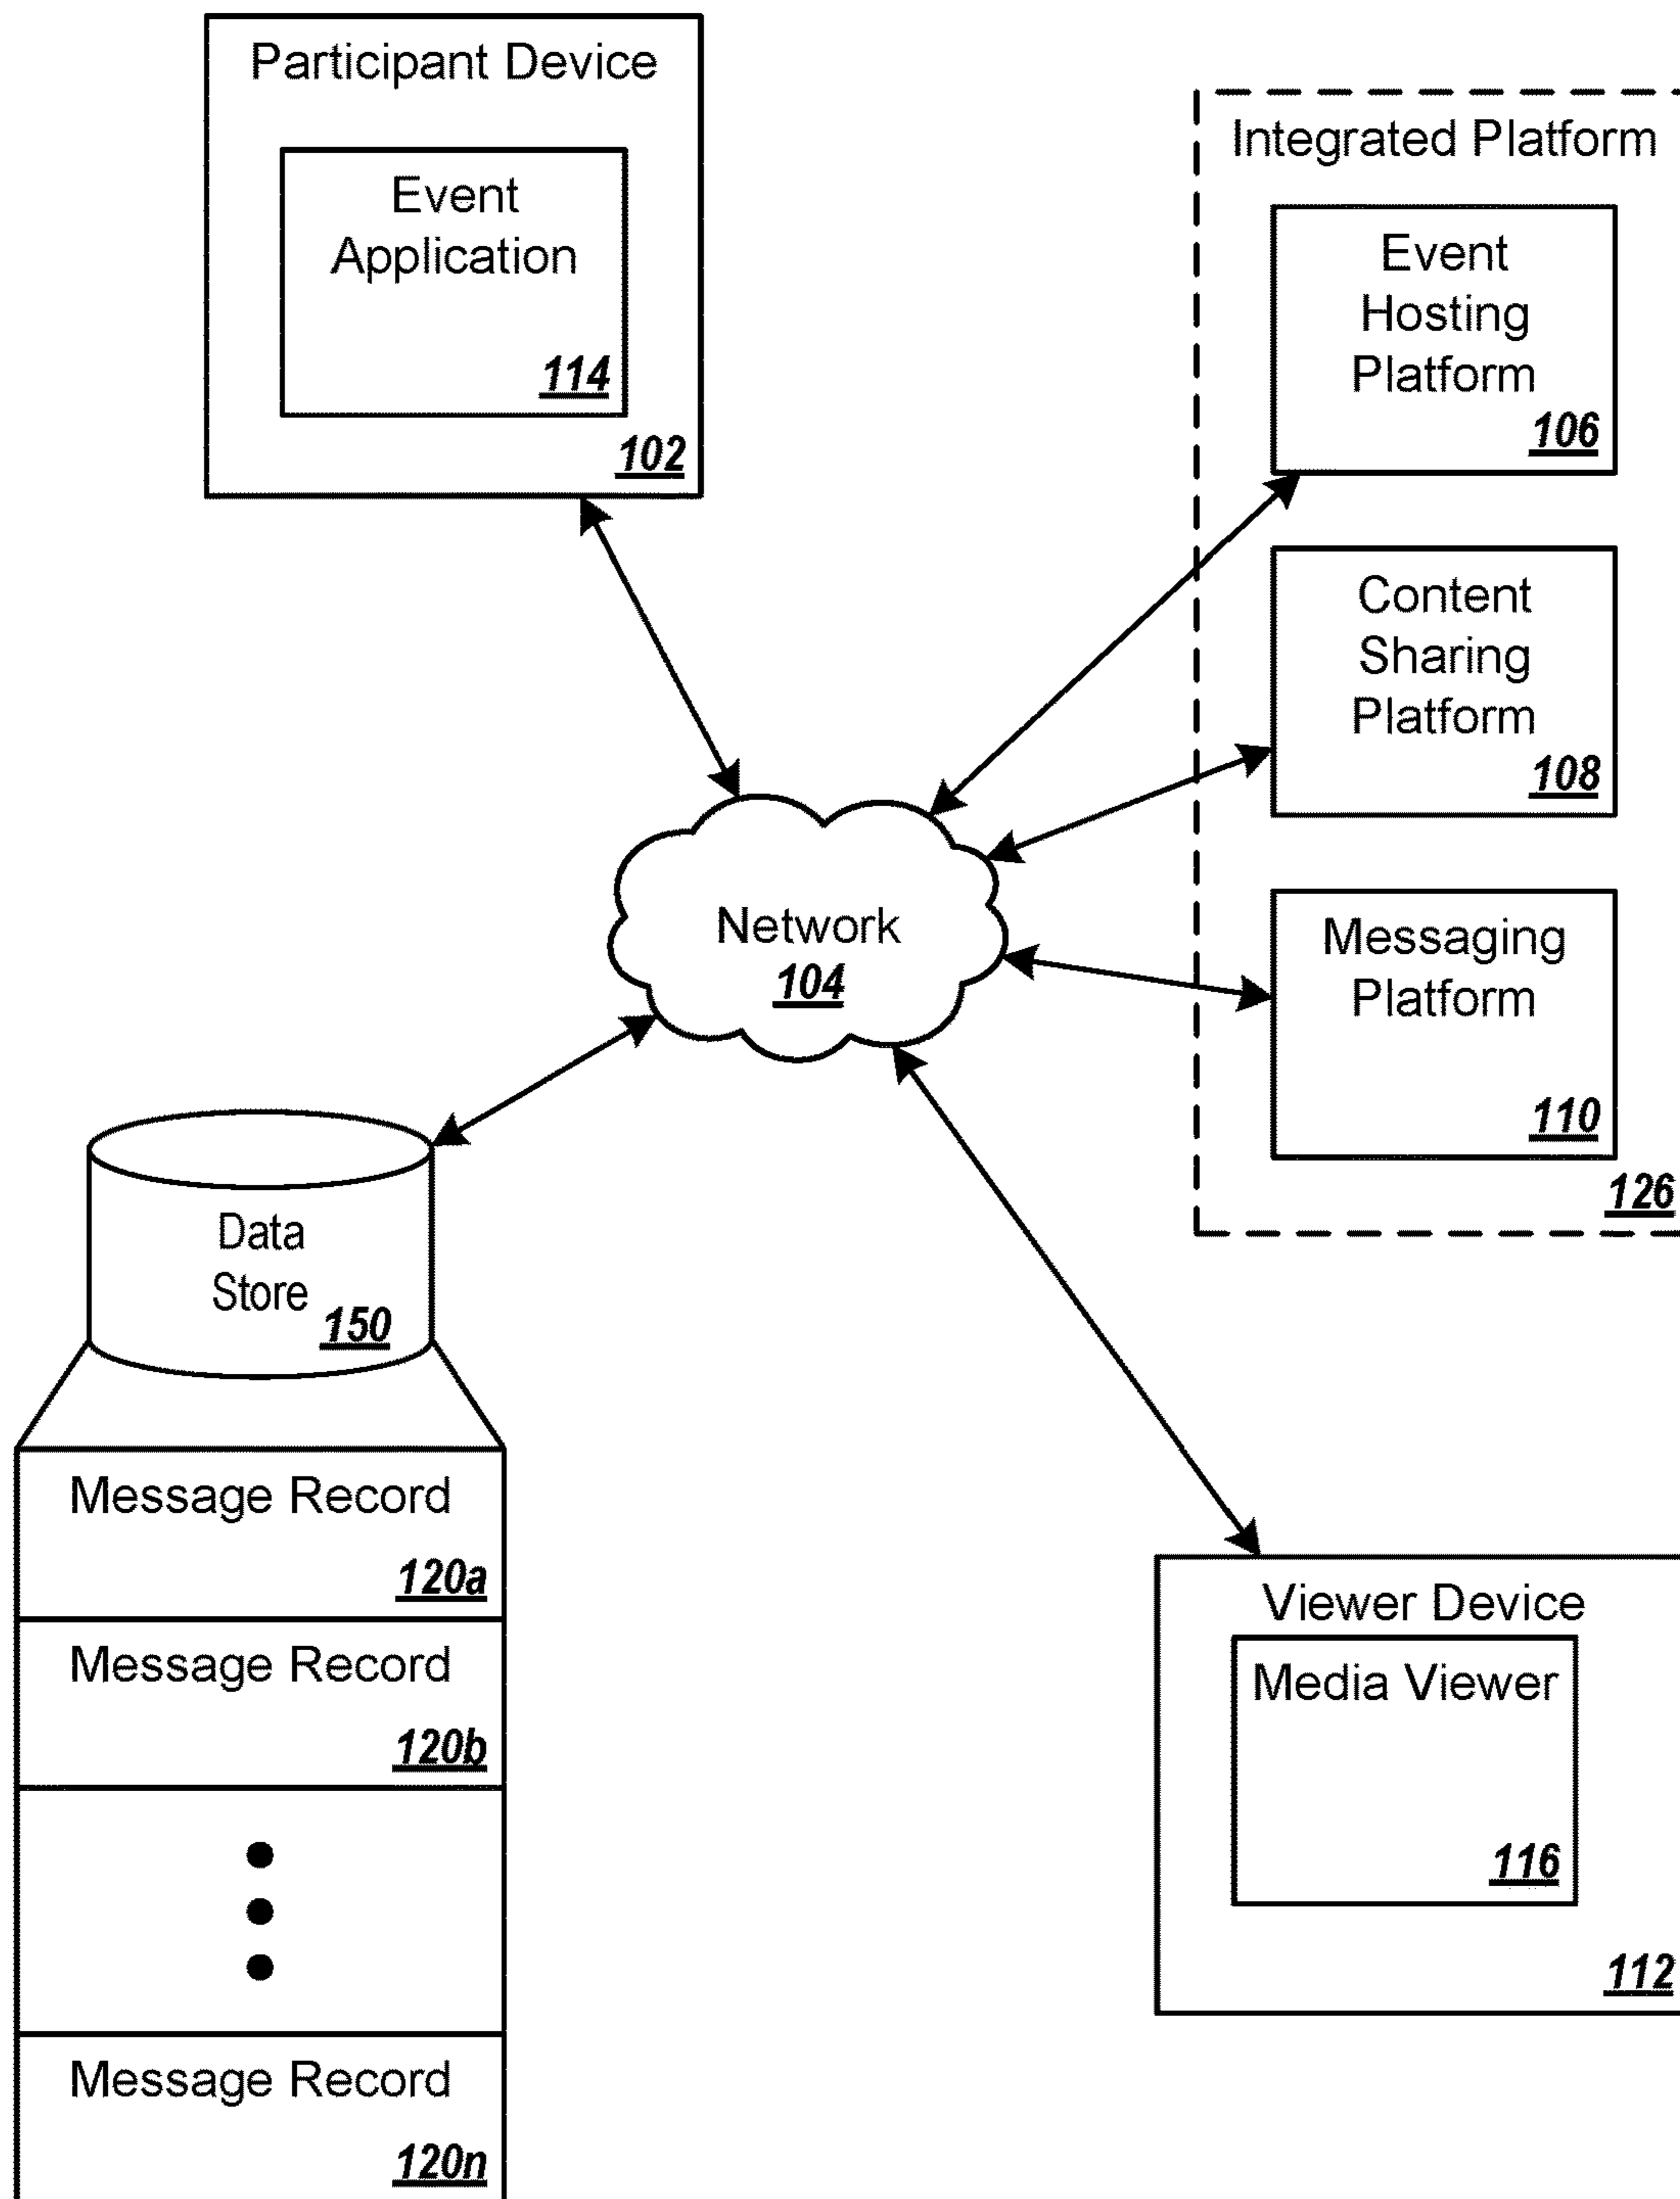 Participant Device
Event
Application
114
102
Integrated Platform
Event
Hosting
Platform
106
Content
Sharing
Platform
108
Messaging
Platform
110
126
Network
104
Data
Store
150
Message Record
120a
Message Record
120b
Message Record
120n
Viewer Device
Media Viewer
116
112